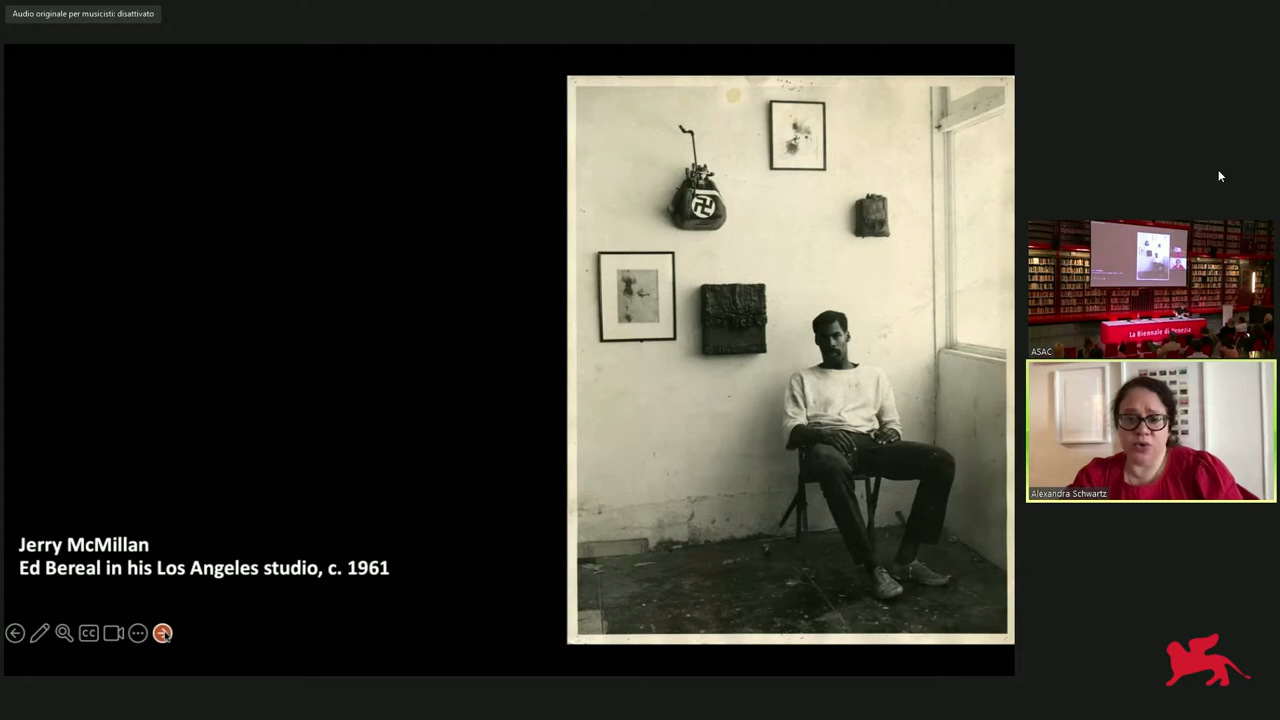 Audio originale per musicisti: disattivato
Jerry McMillan
Ed Bereal in his Los Angeles studio, c. 1961
CC
ASAC
La Biennale di Venezia
Alexandra Schwartz